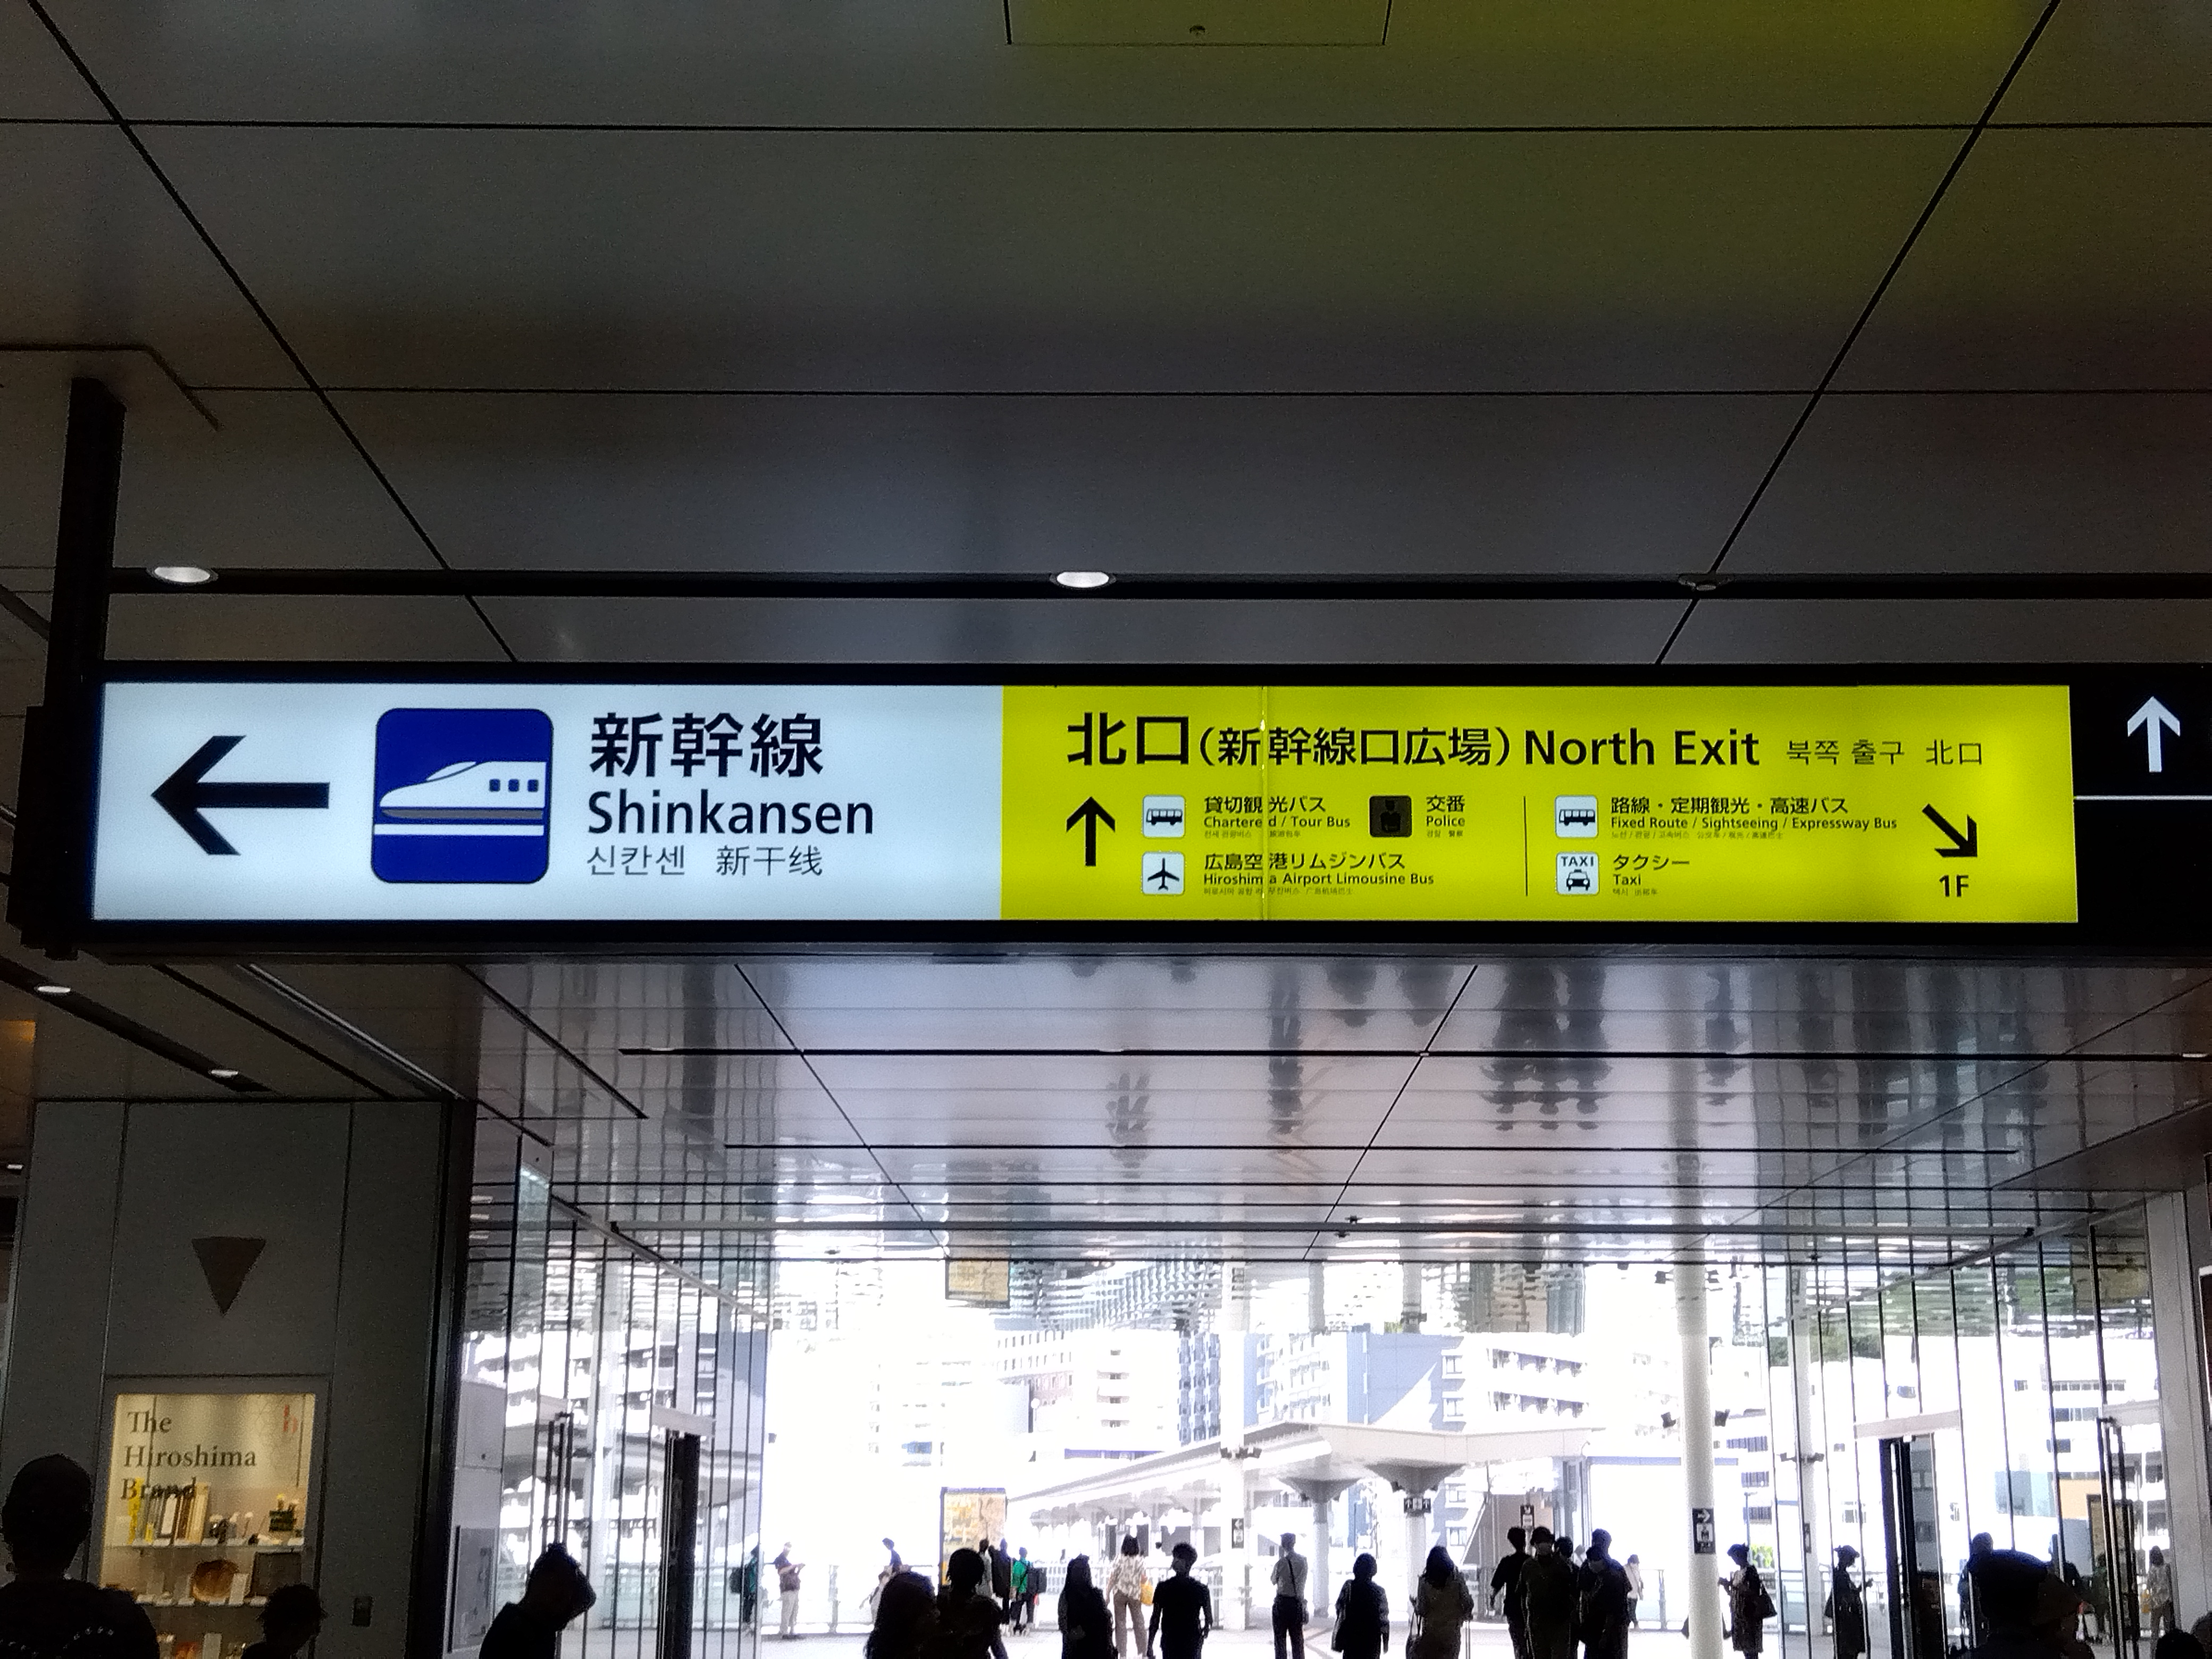 新幹線
Shinkansen
신칸센 新干线
北口(新幹線口広場) North Exit 북쪽 출구 北口
貸切観光バス
Chartered / Tour Bus
交番
Police
広島空港リムジンバス
Hiroshima Airport Limousine Bus
路線・定期観光・高速バス
Fixed Route / Sightseeing / Expressway Bus
TAXI
タクシー
Taxi
1F
The
Hiroshima
Brand